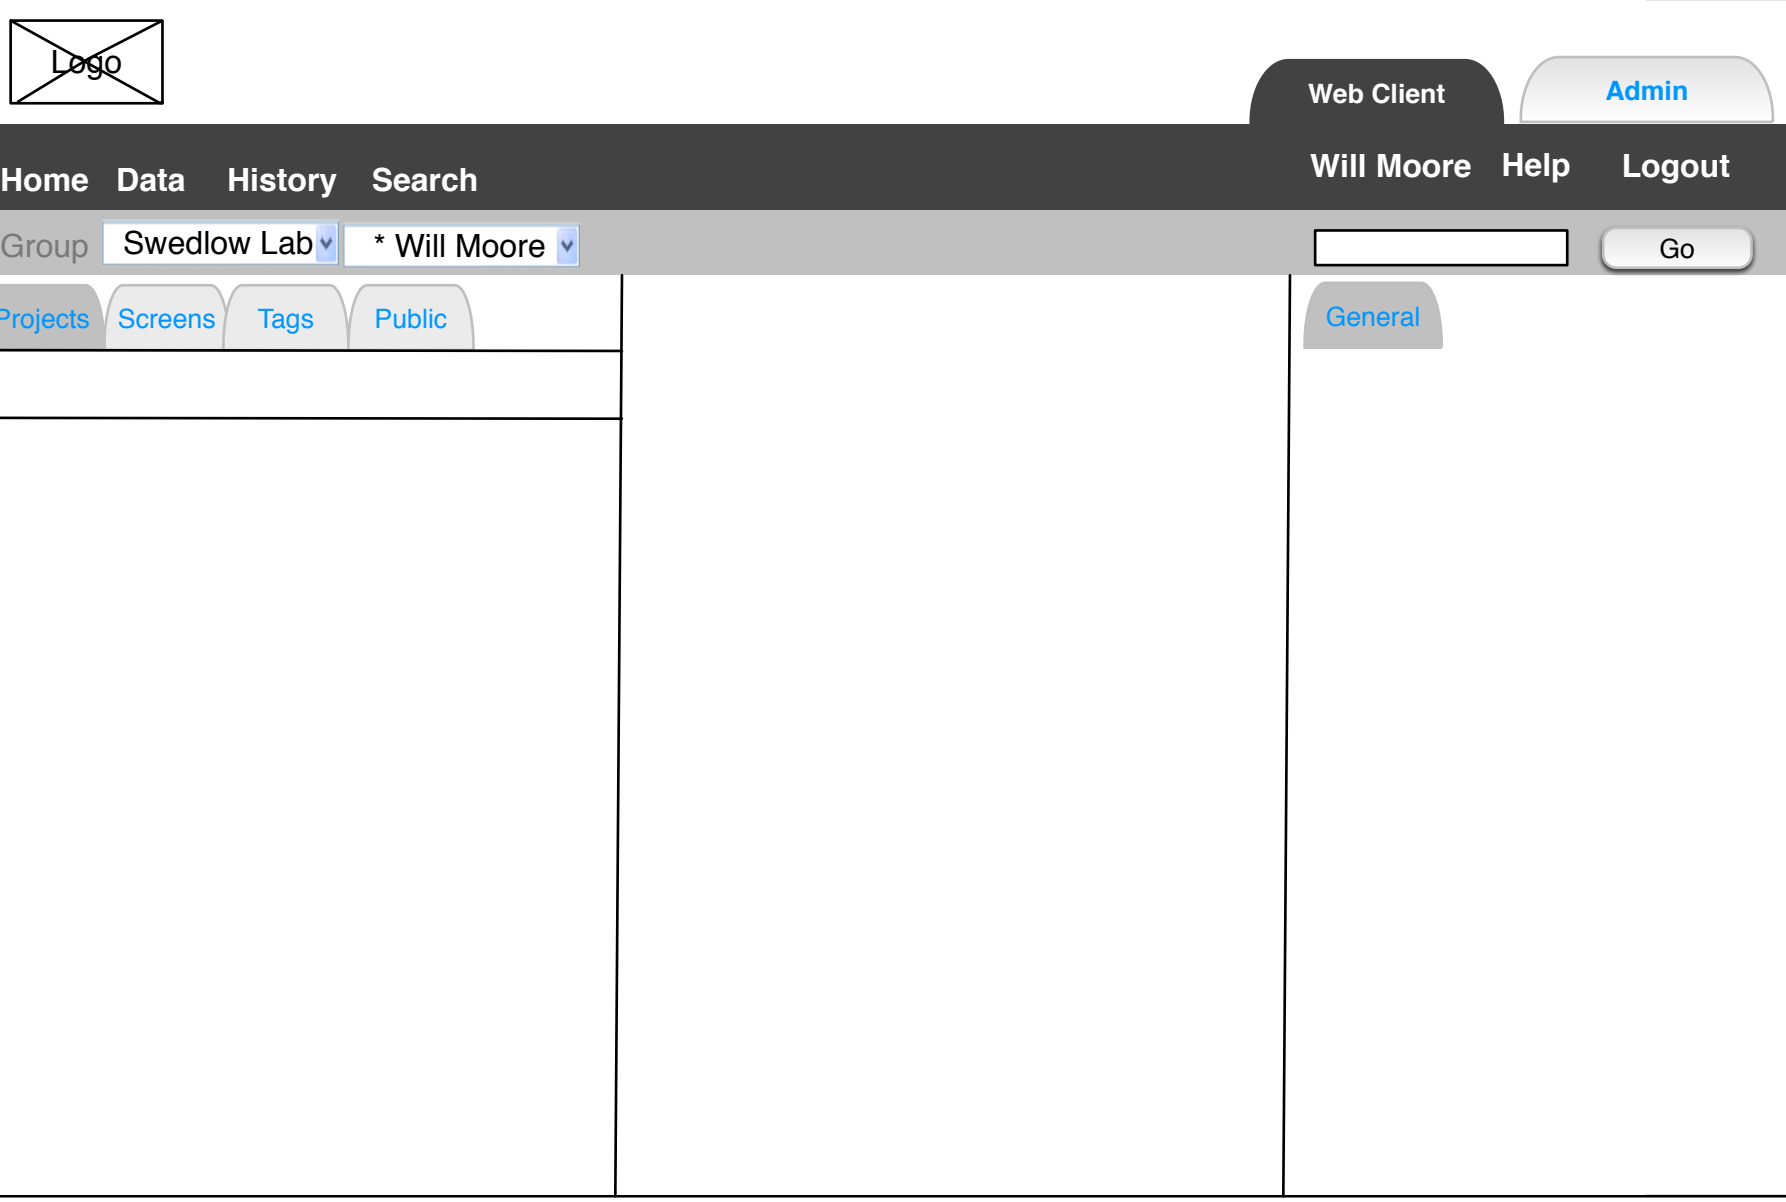 Logo
Web Client Admin
Home Data History Search Will Moore Help Logout
Group Swedlow Lab * Will Moore Go
Projects Screens Tags Public General